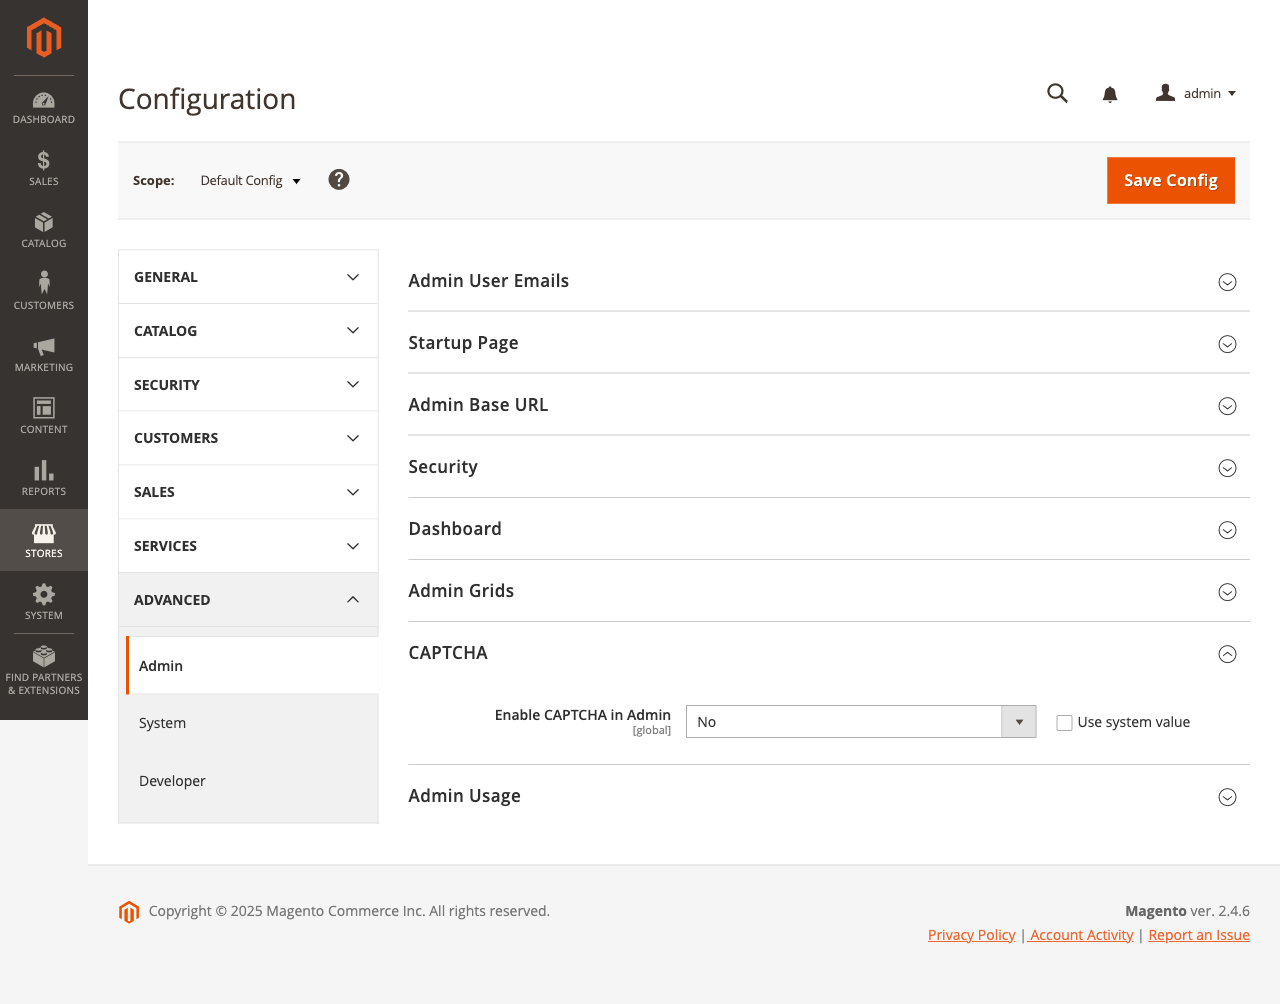 DASHBOARD
SALES
CATALOG
CUSTOMERS
MARKETING
CONTENT
REPORTS
STORES
SYSTEM
FIND PARTNERS
& EXTENSIONS
Configuration
admin
Scope: Default Config ?
Save Config
GENERAL
CATALOG
SECURITY
CUSTOMERS
SALES
SERVICES
ADVANCED
Admin
System
Developer
Admin User Emails
Startup Page
Admin Base URL
Security
Dashboard
Admin Grids
CAPTCHA
Enable CAPTCHA in Admin
[global]
No
Use system value
Admin Usage
Copyright © 2025 Magento Commerce Inc. All rights reserved.
Magento ver. 2.4.6
Privacy Policy | Account Activity | Report an Issue